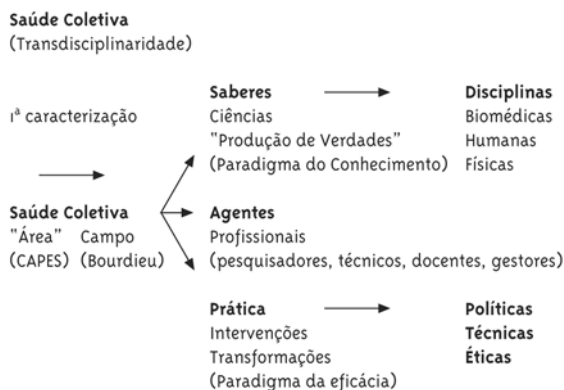 Saúde Coletiva
(Transdisciplinaridade)
1ª caracterização
Saberes
Ciências
"Produção de Verdades"
(Paradigma do Conhecimento)
Disciplinas
Biomédicas
Humanas
Físicas
Saúde Coletiva
"Área" Campo
(CAPES) (Bourdieu)
Agentes
Profissionais
(pesquisadores, técnicos, docentes, gestores)
Prática
Intervenções
Transformações
(Paradigma da eficácia)
Políticas
Técnicas
Éticas